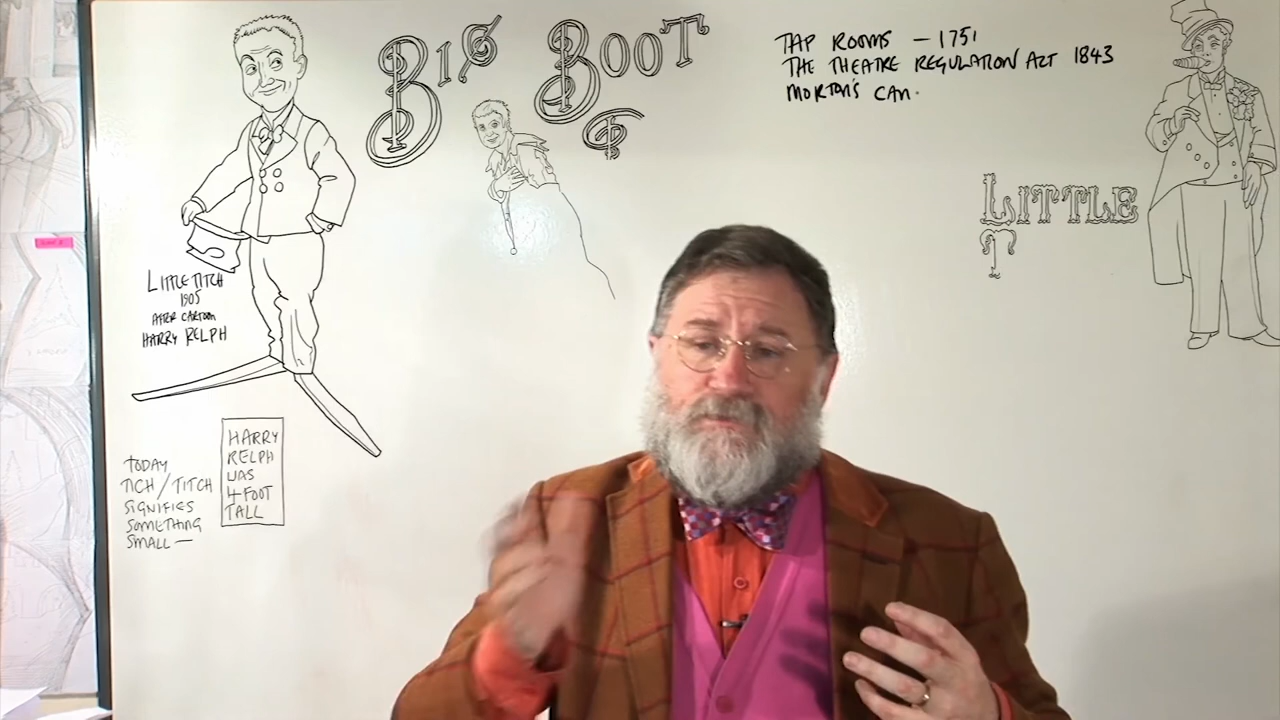 BIG BOOT
T
TAP ROOMS — 1751
THE THEATRE REGULATION ACT 1843
MORTON'S CAN
LITTLE
T
LITTLE TITCH
1905
AFTER CARTOON
HARRY RELPH
HARRY
RELPH
WAS
4 FOOT
TALL
TODAY
TICH/TITCH
SIGNIFIES
SOMETHING
SMALL —